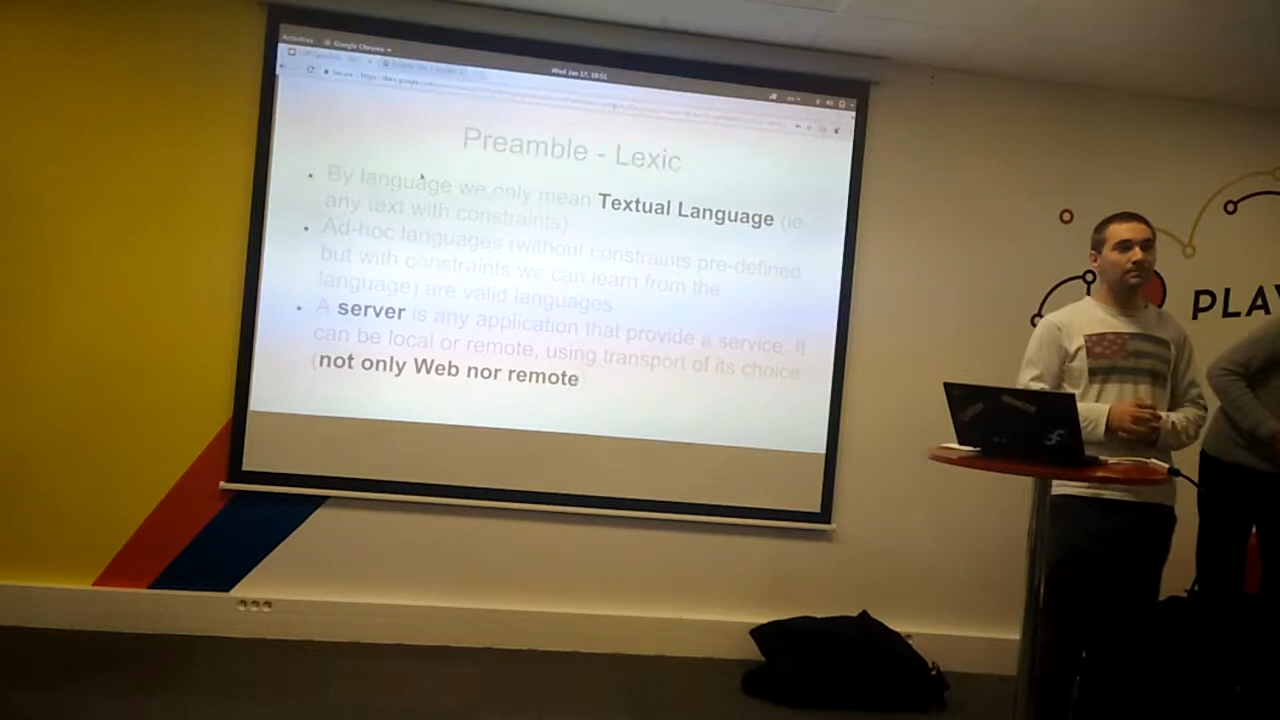 Activities Google Chrome
Wed Jan 17, 10:51
Secure https://docs.google.com
Preamble - Lexic
By language we only mean Textual Language (ie
any text with constraints)
Ad-hoc languages (without constraints pre-defined
but with constraints we can learn from the
language) are valid languages
A server is any application that provide a service. It
can be local or remote, using transport of its choice
(not only Web nor remote)
PLAY